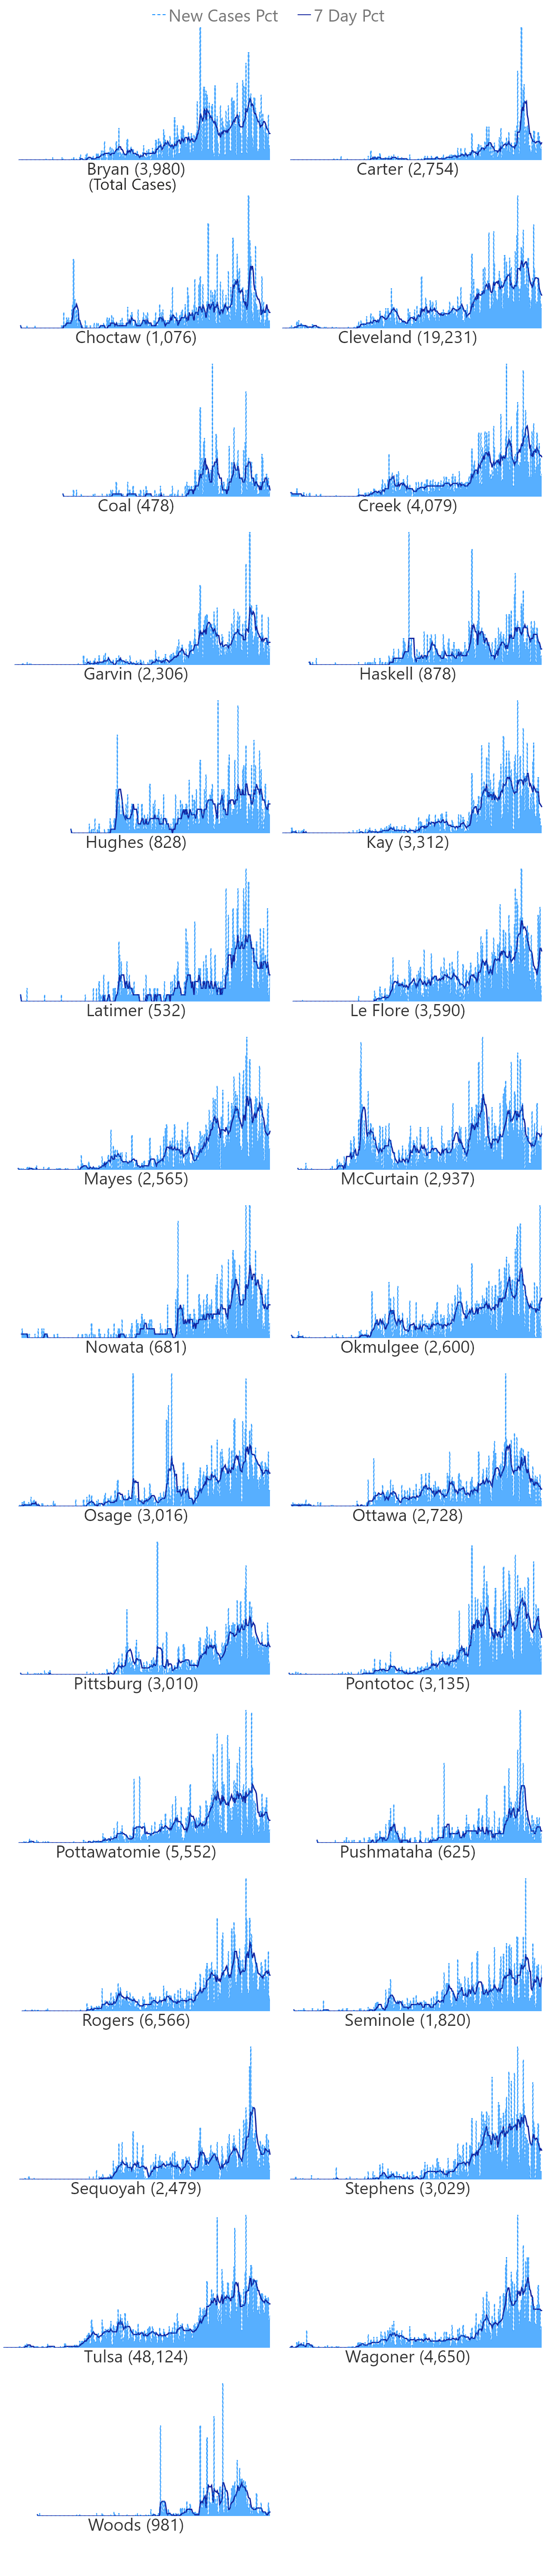 New Cases Pct 7 Day Pct
Bryan (3,980) Carter (2,754)
(Total Cases)
Choctaw (1,076) Cleveland (19,231)
Coal (478) Creek (4,079)
Garvin (2,306) Haskell (878)
Hughes (828) Kay (3,312)
Latimer (532) Le Flore (3,590)
Mayes (2,565) McCurtain (2,937)
Nowata (681) Okmulgee (2,600)
Osage (3,016) Ottawa (2,728)
Pittsburg (3,010) Pontotoc (3,135)
Pottawatomie (5,552) Pushmataha (625)
Rogers (6,566) Seminole (1,820)
Sequoyah (2,479) Stephens (3,029)
Tulsa (48,124) Wagoner (4,650)
Woods (981)